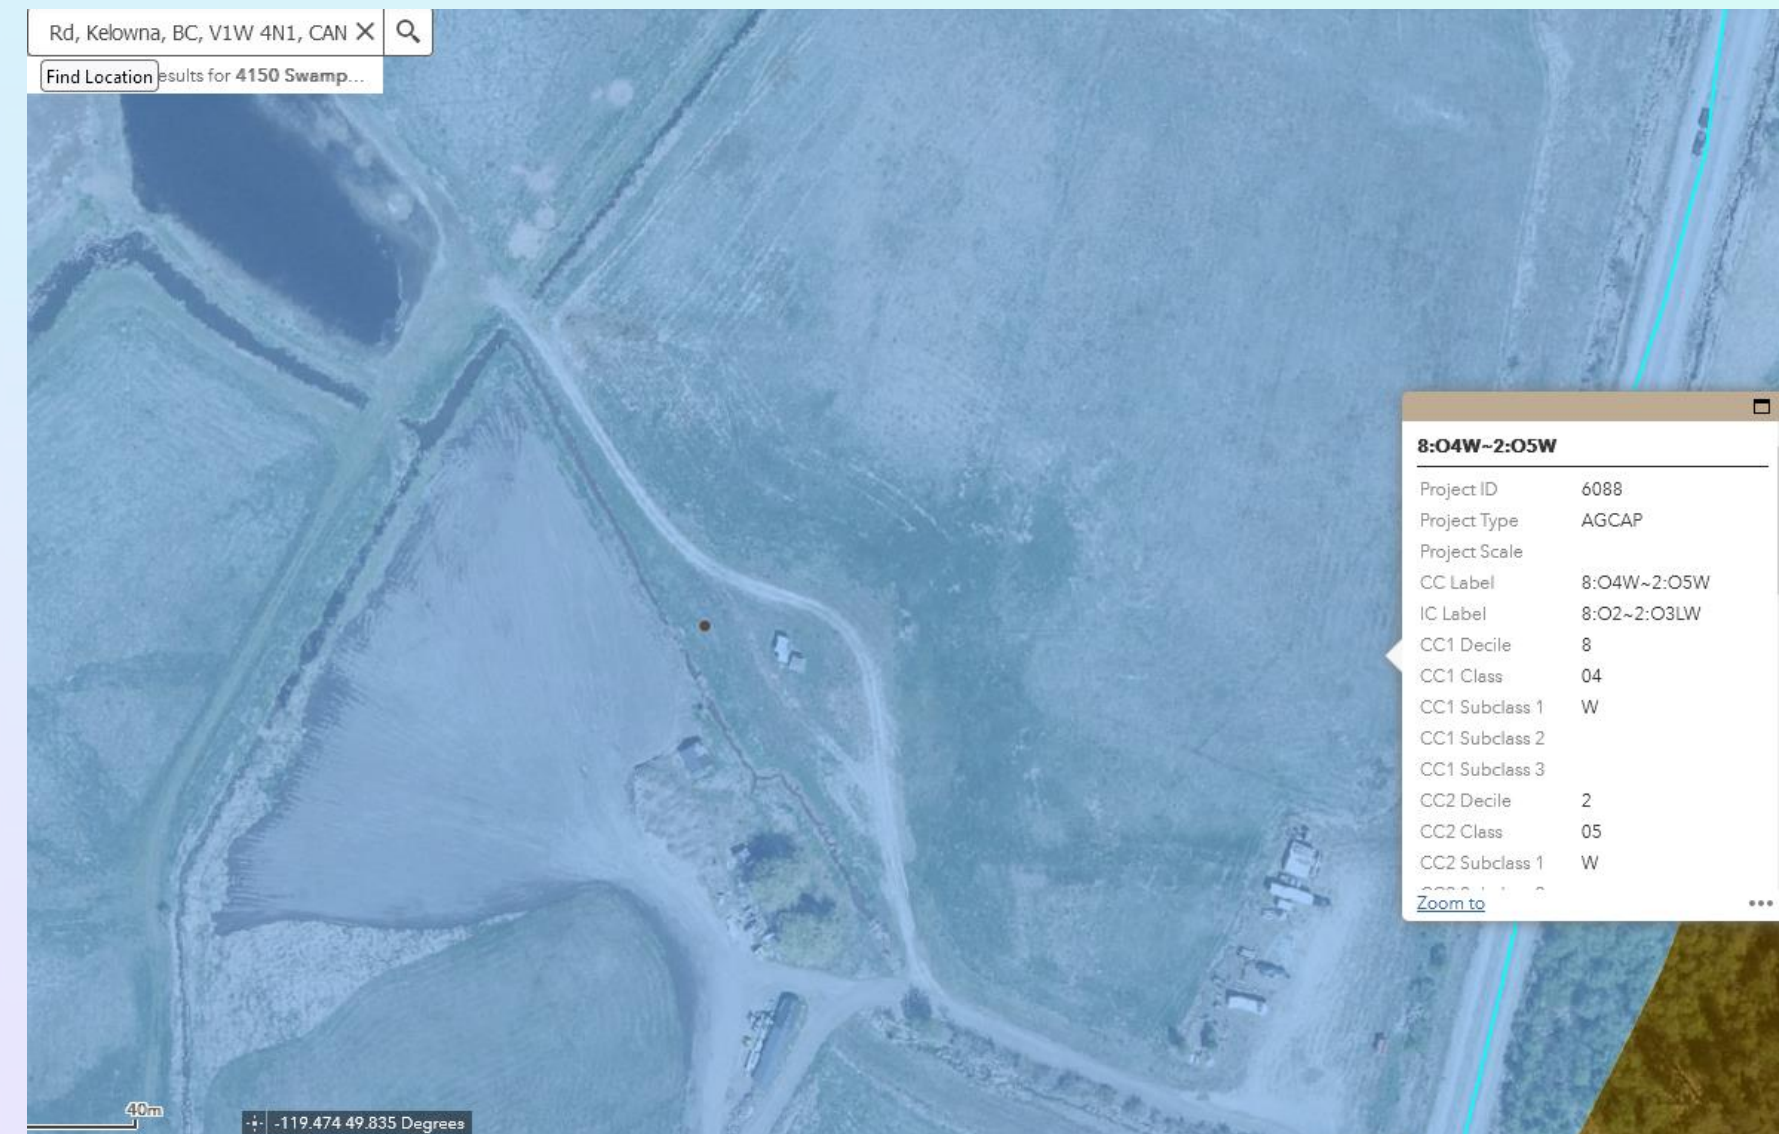 Rd, Kelowna, BC, V1W 4N1, CAN
Find Location esults for 4150 Swamp...
8:O4W~2:O5W
Project ID 6088
Project Type AGCAP
Project Scale
CC Label 8:O4W~2:O5W
IC Label 8:O2~2:O3LW
CC1 Decile 8
CC1 Class 04
CC1 Subclass 1 W
CC1 Subclass 2
CC1 Subclass 3
CC2 Decile 2
CC2 Class 05
CC2 Subclass 1 W
Zoom to
40m
-119.474 49.835 Degrees